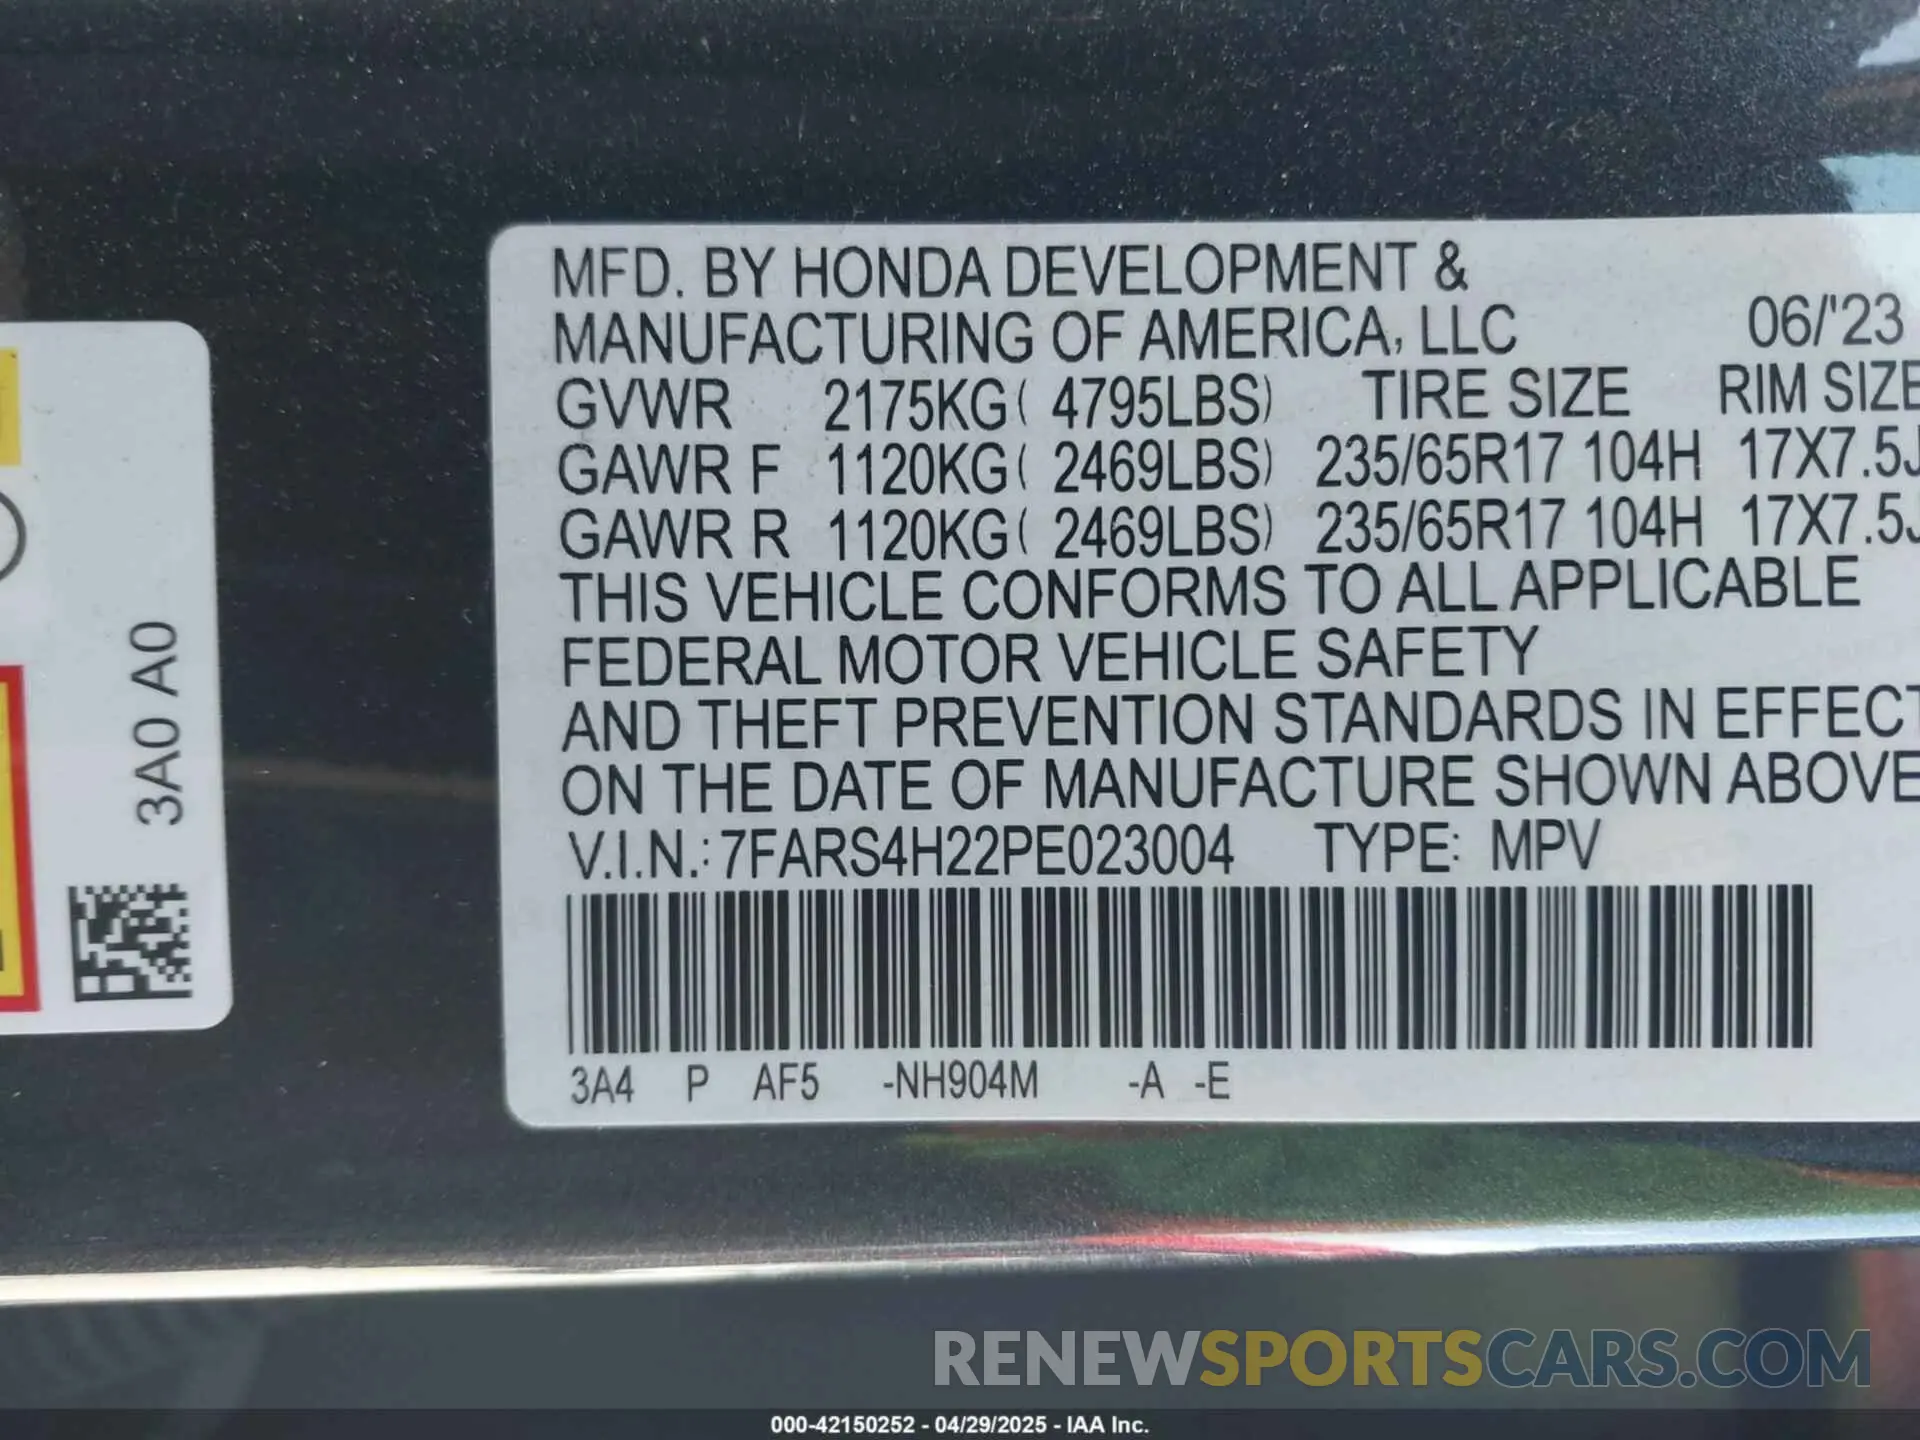 MFD. BY HONDA DEVELOPMENT &
MANUFACTURING OF AMERICA, LLC 06/'23
GVWR 2175KG( 4795LBS) TIRE SIZE RIM SIZE
GAWR F 1120KG( 2469LBS) 235/65R17 104H 17X7.5J
GAWR R 1120KG( 2469LBS) 235/65R17 104H 17X7.5J
THIS VEHICLE CONFORMS TO ALL APPLICABLE
FEDERAL MOTOR VEHICLE SAFETY
AND THEFT PREVENTION STANDARDS IN EFFECT
ON THE DATE OF MANUFACTURE SHOWN ABOVE
V.I.N.: 7FARS4H22PE023004 TYPE: MPV
3A4 P AF5 -NH904M -A -E
3A0 A0
RENEWSPORTSCARS.COM
000-42150252 - 04/29/2025 - IAA Inc.